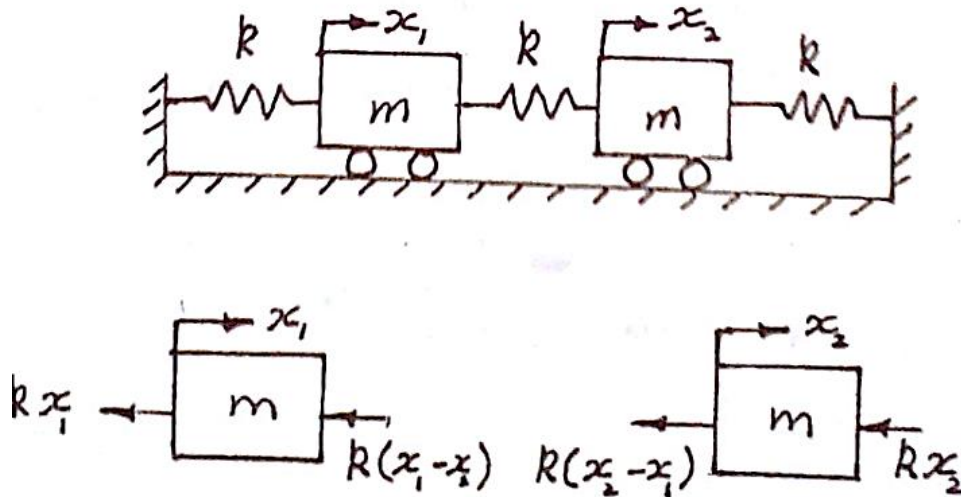 k x₁ k x₂ k
m m
x₁ x₂
kx₁ m k(x₁-x₂) k(x₂-x₁) m kx₂